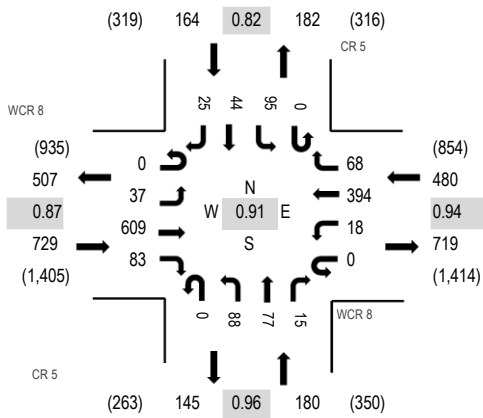 (319) 164 0.82 182 (316)
CR 5
WCR 8
25 44 95 0
(935) (854)
507 0 68 480
37 394
N
0.87 W 0.91 E 0.94
609 18
S
729 83 0 719
(1,405) (1,414)
0 88 77 15
WCR 8
CR 5
(263) 145 0.96 180 (350)